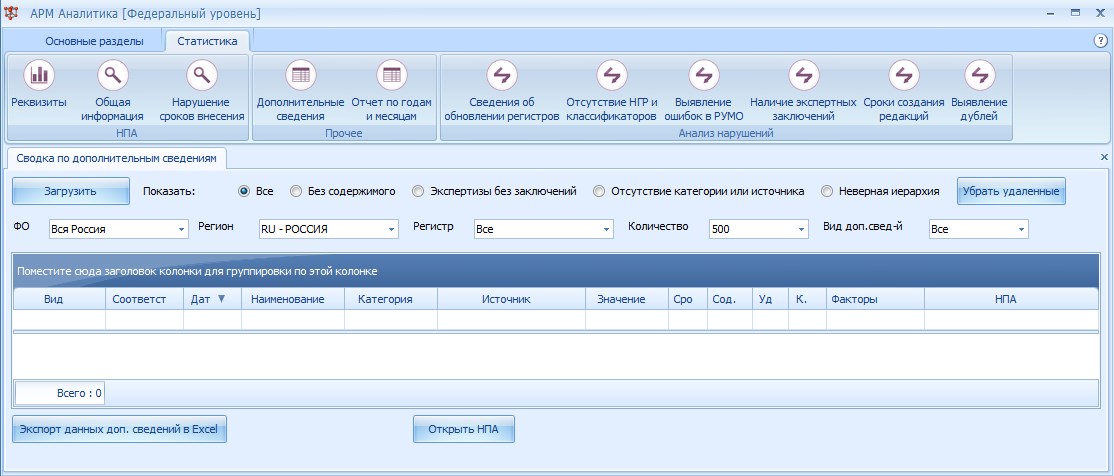 АРМ Аналитика [Федеральный уровень]
Основные разделы Статистика
Реквизиты
Общая информация
Нарушение сроков внесения
НПА
Дополнительные сведения
Отчет по годам и месяцам
Прочее
Сведения об обновлении регистров
Отсутствие НГР и классификаторов
Выявление ошибок в РУМО
Наличие экспертных заключений
Сроки создания редакций
Выявление дублей
Анализ нарушений
Сводка по дополнительным сведениям
Загрузить Показать: Все Без содержимого Экспертизы без заключений Отсутствие категории или источника Неверная иерархия Убрать удаленные
ФО Вся Россия Регион RU - РОССИЯ Регистр Все Количество 500 Вид доп.свед-й Все
Поместите сюда заголовок колонки для группировки по этой колонке
Вид Соответст Дат Наименование Категория Источник Значение Сро Сод. Уд К. Факторы НПА
Всего : 0
Экспорт данных доп. сведений в Excel Открыть НПА